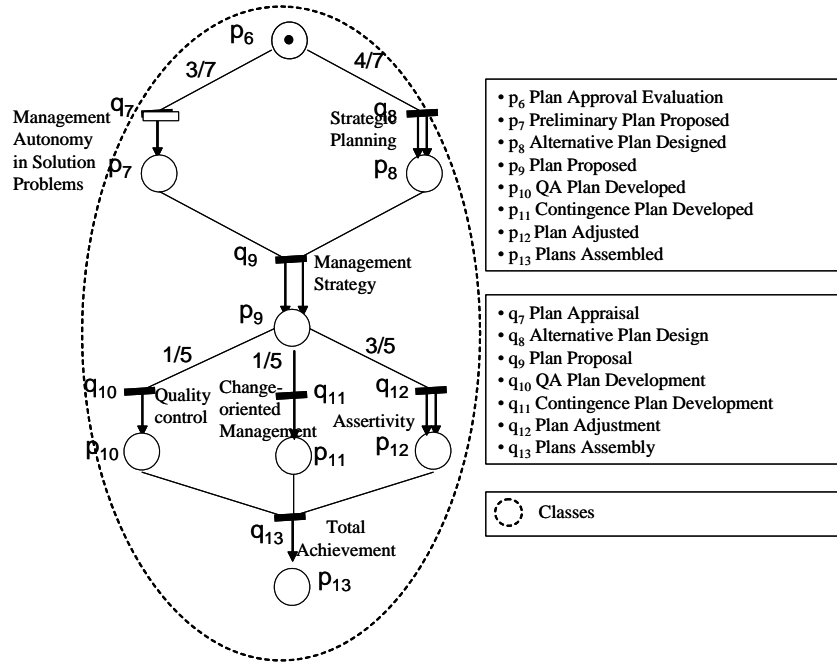 p6
3/7
4/7
q7
q8
Management
Autonomy
in Solution
Problems
Strategic
Planning
p7
p8
q9
Management
Strategy
p9
1/5
1/5
3/5
q10
Quality
control
Change-
oriented
Management
q11
q12
Assertivity
p10
p11
p12
q13
Total
Achievement
p13
• p6 Plan Approval Evaluation
• p7 Preliminary Plan Proposed
• p8 Alternative Plan Designed
• p9 Plan Proposed
• p10 QA Plan Developed
• p11 Contingence Plan Developed
• p12 Plan Adjusted
• p13 Plans Assembled
• q7 Plan Appraisal
• q8 Alternative Plan Design
• q9 Plan Proposal
• q10 QA Plan Development
• q11 Contingence Plan Development
• q12 Plan Adjustment
• q13 Plans Assembly
Classes